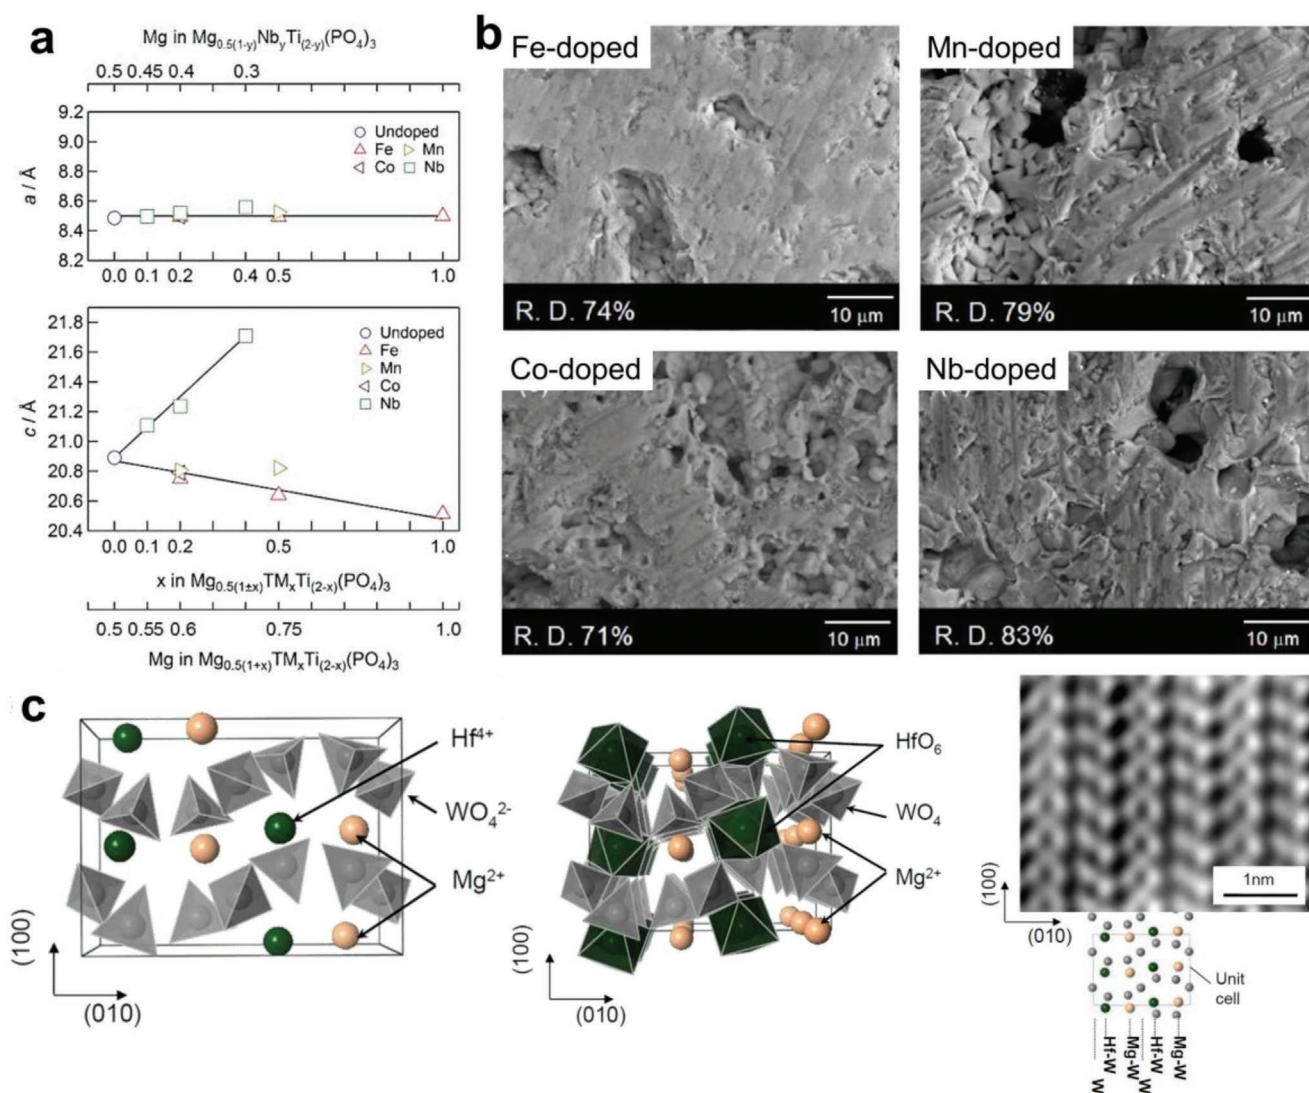 a
Mg in Mg0.5(1-y)NbyTi(2-y)(PO4)3
0.5 0.45 0.4 0.3
9.2
9.0
8.8
8.6
8.4
8.2
a / Å
Undoped
Fe Mn
Co Nb
0.0 0.1 0.2 0.4 0.5 1.0
21.8
21.6
21.4
21.2
21.0
20.8
20.6
20.4
c / Å
Undoped
Fe
Mn
Co
Nb
0.0 0.1 0.2 0.5 1.0
x in Mg0.5(1±x)TMxTi(2-x)(PO4)3
0.5 0.55 0.6 0.75 1.0
Mg in Mg0.5(1+x)TMxTi(2-x)(PO4)3
b
Fe-doped
R. D. 74%
10 μm
Mn-doped
R. D. 79%
10 μm
Co-doped
R. D. 71%
10 μm
Nb-doped
R. D. 83%
10 μm
c
Hf4+
WO42-
Mg2+
(100)
(010)
HfO6
WO4
Mg2+
(100)
(010)
1nm
(100)
(010)
Unit
cell
W
Hf-W
Mg-W
W
Hf-W
Mg-W